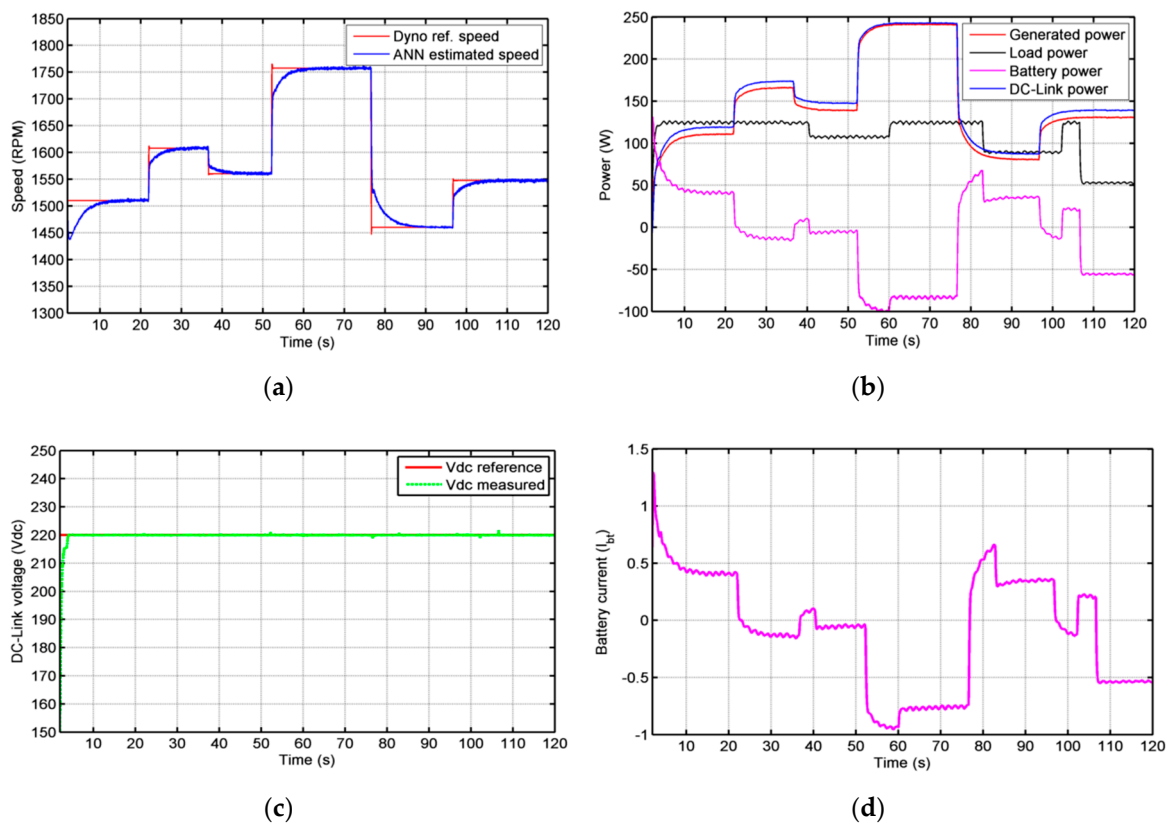 1850
1800
1750
1700
1650
1600
1550
1500
1450
1400
1350
1300
Speed (RPM)
Dyno ref. speed
ANN estimated speed
10 20 30 40 50 60 70 80 90 100 110 120
Time (s)
(a)
250
200
150
100
50
0
-50
-100
Power (W)
Generated power
Load power
Battery power
DC-Link power
10 20 30 40 50 60 70 80 90 100 110 120
Time (s)
(b)
250
240
230
220
210
200
190
180
170
160
150
DC-Link voltage (Vdc)
Vdc reference
Vdc measured
10 20 30 40 50 60 70 80 90 100 110 120
Time (s)
(c)
1.5
1
0.5
0
-0.5
-1
Battery current (Ibt)
10 20 30 40 50 60 70 80 90 100 110 120
Time (s)
(d)